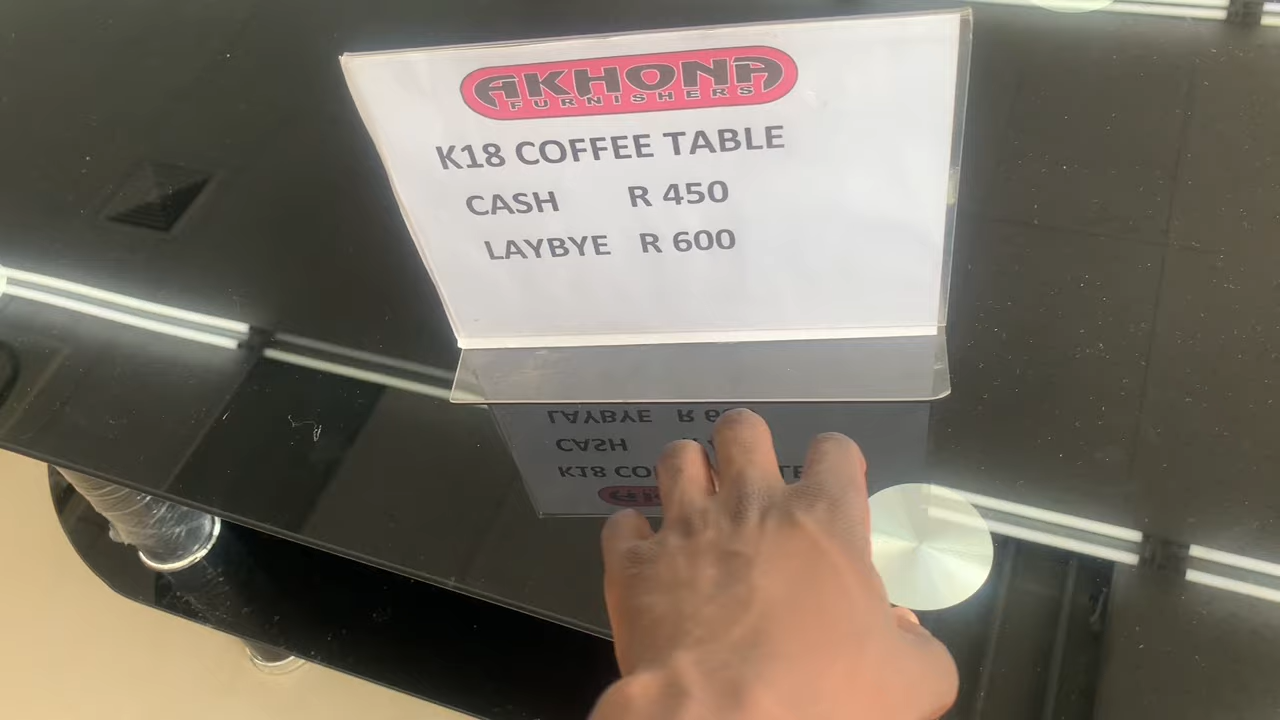 AKHONA
FURNISHERS
K18 COFFEE TABLE
CASH R 450
LAYBYE R 600